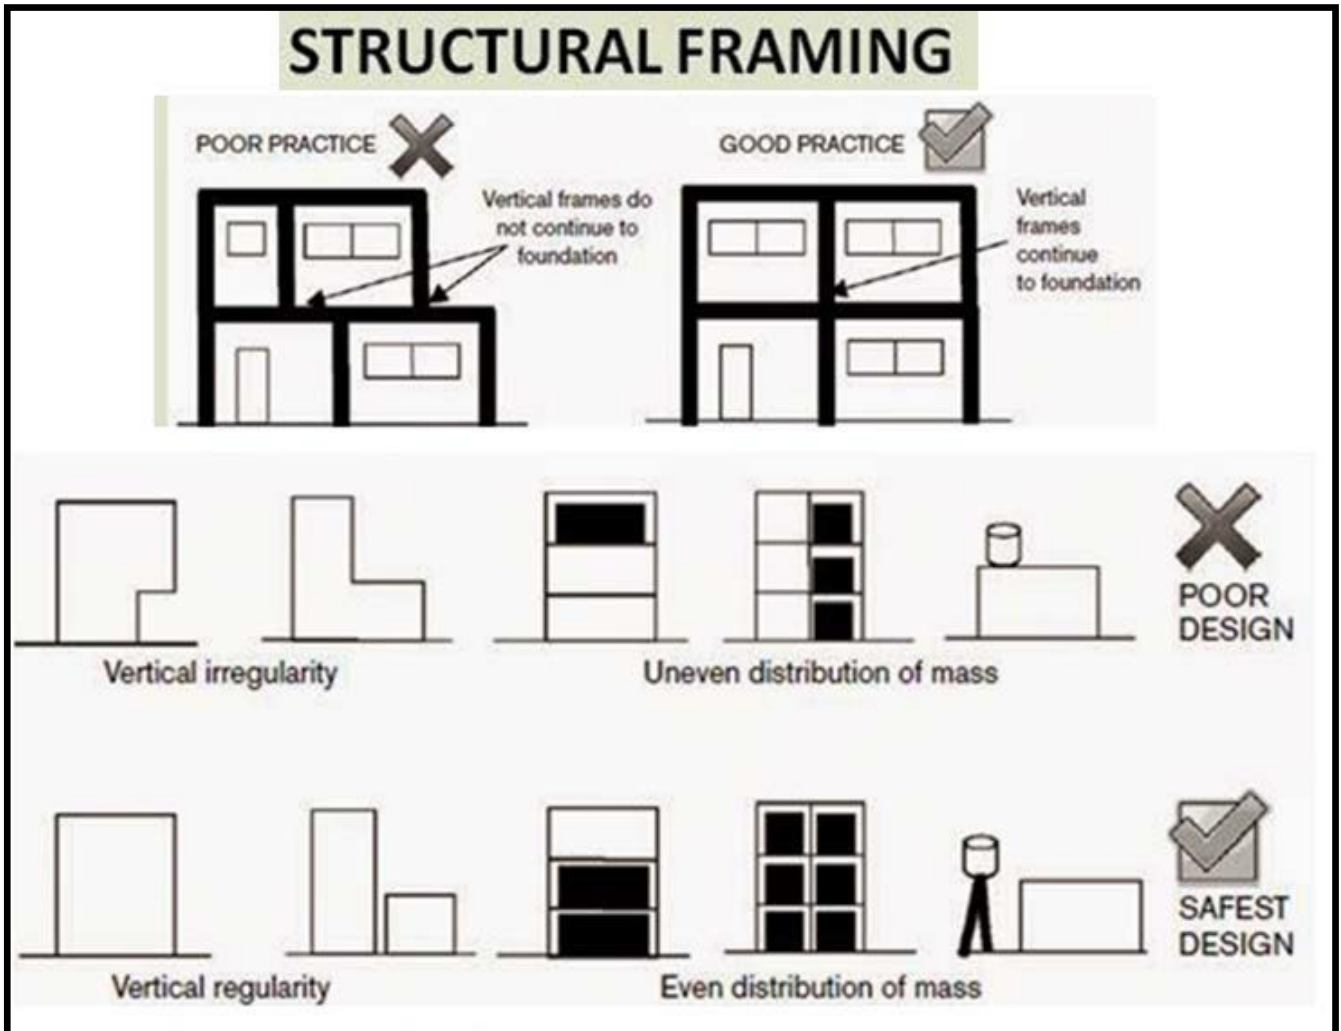 STRUCTURAL FRAMING
POOR PRACTICE
Vertical frames do
not continue to
foundation
GOOD PRACTICE
Vertical
frames
continue
to foundation
Vertical irregularity
Uneven distribution of mass
POOR
DESIGN
Vertical regularity
Even distribution of mass
SAFEST
DESIGN